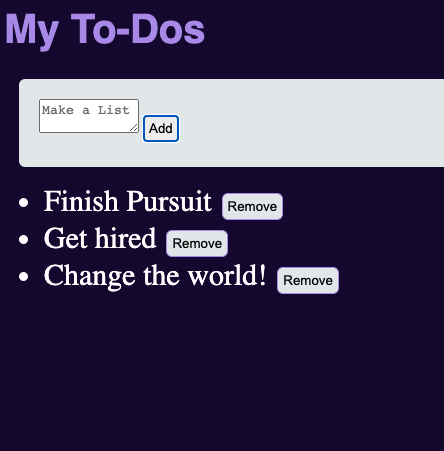 My To-Dos
Make a List
Add
Finish Pursuit Remove
Get hired Remove
Change the world! Remove